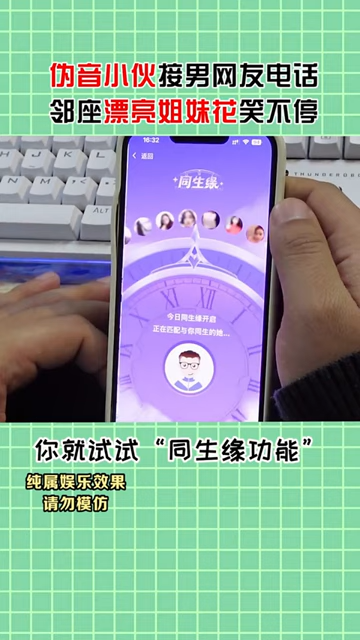 伪音小伙接男网友电话
邻座漂亮姐妹花笑不停
16:32
返回
同生缘
今日同生缘开启
正在匹配与你同生的她...
你就试试“同生缘功能”
纯属娱乐效果
请勿模仿